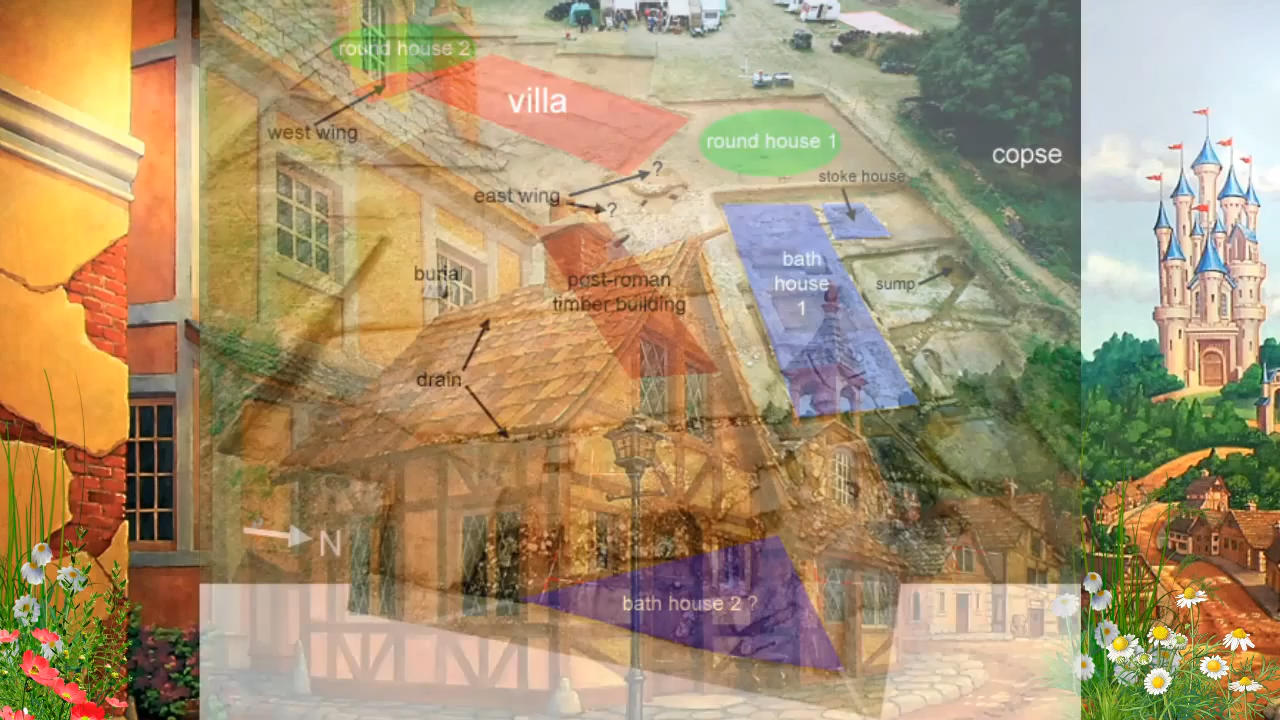 round house 2
villa
west wing
round house 1
copse
stoke house
east wing
?
?
bath
house
1
burial
post-roman
timber building
sump
drain
N
bath house 2 ?